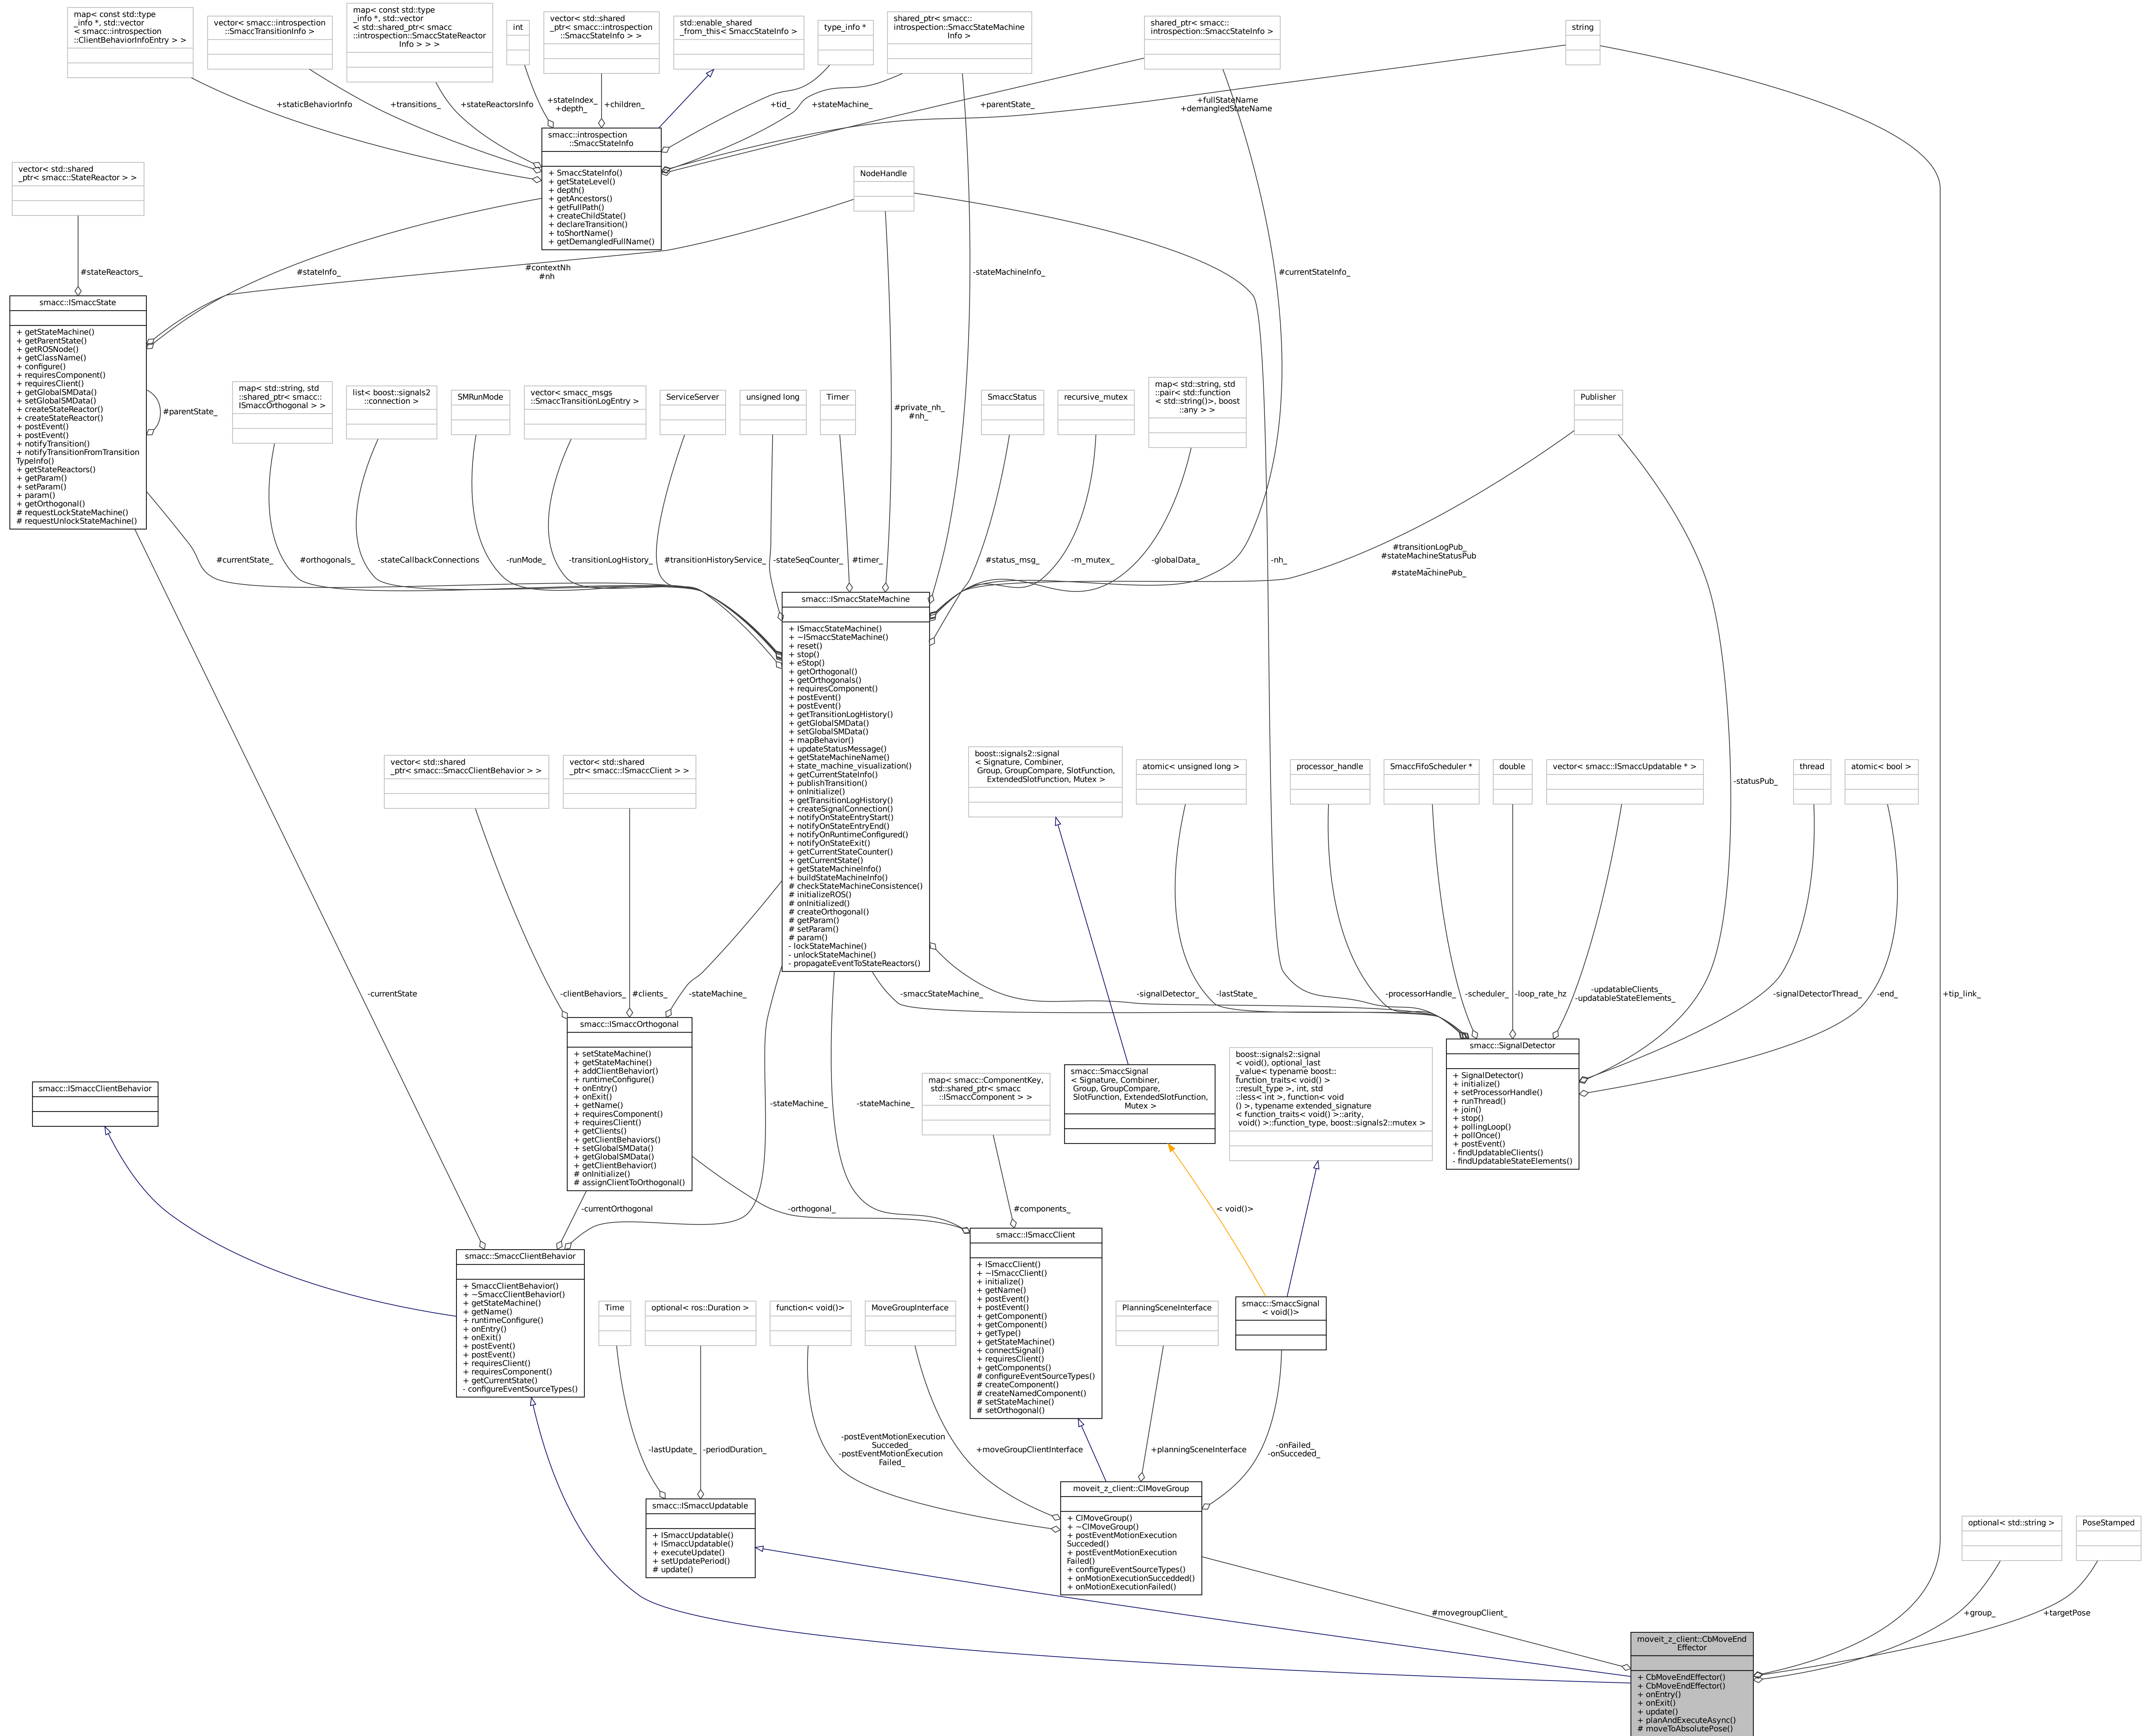 map< const std::type
_info *, std::vector
< smacc::introspection
::ClientBehaviorInfoEntry > >
vector< smacc::introspection
::SmaccTransitionInfo >
map< const std::type
_info *, std::vector
< std::shared_ptr< smacc
::introspection::SmaccStateReactor
Info > > >
int
vector< std::shared
_ptr< smacc::introspection
::SmaccStateInfo > >
std::enable_shared
_from_this< SmaccStateInfo >
type_info *
shared_ptr< smacc::
introspection::SmaccStateMachine
Info >
shared_ptr< smacc::
introspection::SmaccStateInfo >
string
+staticBehaviorInfo
+transitions_
+stateReactorsInfo
+stateIndex_
+depth_
+children_
+tid_
+stateMachine_
+parentState_
+fullStateName
+demangledStateName
smacc::introspection
::SmaccStateInfo
+ SmaccStateInfo()
+ getStateLevel()
+ depth()
+ getAncestors()
+ getFullPath()
+ createChildState()
+ declareTransition()
+ toShortName()
+ getDemangledFullName()
vector< std::shared
_ptr< smacc::StateReactor > >
NodeHandle
#stateReactors_
#stateInfo_
#contextNh
#nh
-stateMachineInfo_
#currentStateInfo_
smacc::ISmaccState
+ getStateMachine()
+ getParentState()
+ getROSNode()
+ getClassName()
+ configure()
+ requiresComponent()
+ requiresClient()
+ getGlobalSMData()
+ setGlobalSMData()
+ createStateReactor()
+ createStateReactor()
+ postEvent()
+ postEvent()
+ notifyTransition()
+ notifyTransitionFromTransition
TypeInfo()
+ getStateReactors()
+ getParam()
+ setParam()
+ param()
+ getOrthogonal()
# requestLockStateMachine()
# requestUnlockStateMachine()
#parentState_
map< std::string, std
::shared_ptr< smacc::
ISmaccOrthogonal > >
list< boost::signals2
::connection >
SMRunMode
vector< smacc_msgs
::SmaccTransitionLogEntry >
ServiceServer
unsigned long
Timer
#private_nh_
#nh_
SmaccStatus
recursive_mutex
map< std::string, std
::pair< std::function
< std::string()>, boost
::any > >
Publisher
#currentState_
#orthogonals_
-stateCallbackConnections
-runMode_
-transitionLogHistory_
#transitionHistoryService_
-stateSeqCounter_
#timer_
#status_msg_
-m_mutex_
-globalData_
-nh_
#transitionLogPub_
#stateMachineStatusPub
_
#stateMachinePub_
smacc::ISmaccStateMachine
+ ISmaccStateMachine()
+ ~ISmaccStateMachine()
+ reset()
+ stop()
+ eStop()
+ getOrthogonal()
+ getOrthogonals()
+ requiresComponent()
+ postEvent()
+ postEvent()
+ getTransitionLogHistory()
+ getGlobalSMData()
+ setGlobalSMData()
+ mapBehavior()
+ updateStatusMessage()
+ getStateMachineName()
+ state_machine_visualization()
+ getCurrentStateInfo()
+ publishTransition()
+ onInitialize()
+ getTransitionLogHistory()
+ createSignalConnection()
+ notifyOnStateEntryStart()
+ notifyOnStateEntryEnd()
+ notifyOnRuntimeConfigured()
+ notifyOnStateExit()
+ getCurrentStateCounter()
+ getCurrentState()
+ getStateMachineInfo()
+ buildStateMachineInfo()
# checkStateMachineConsistence()
# initializeROS()
# onInitialized()
# createOrthogonal()
# getParam()
# setParam()
# param()
- lockStateMachine()
- unlockStateMachine()
- propagateEventToStateReactors()
vector< std::shared
_ptr< smacc::SmaccClientBehavior > >
vector< std::shared
_ptr< smacc::ISmaccClient > >
boost::signals2::signal
< Signature, Combiner,
Group, GroupCompare, SlotFunction,
ExtendedSlotFunction, Mutex >
atomic< unsigned long >
processor_handle
SmaccFifoScheduler *
double
vector< smacc::ISmaccUpdatable * >
thread
atomic< bool >
-statusPub_
-currentState
-clientBehaviors_
#clients_
-stateMachine_
-smaccStateMachine_
-signalDetector_
-lastState_
-processorHandle_
-scheduler_
-loop_rate_hz
-updatableClients_
-updatableStateElements_
-signalDetectorThread_
-end_
+tip_link_
smacc::ISmaccOrthogonal
+ setStateMachine()
+ getStateMachine()
+ addClientBehavior()
+ runtimeConfigure()
+ onEntry()
+ onExit()
+ getName()
+ requiresComponent()
+ requiresClient()
+ getClients()
+ getClientBehaviors()
+ setGlobalSMData()
+ getGlobalSMData()
+ getClientBehavior()
# onInitialize()
# assignClientToOrthogonal()
smacc::SignalDetector
+ SignalDetector()
+ initialize()
+ setProcessorHandle()
+ runThread()
+ join()
+ stop()
+ pollingLoop()
+ pollOnce()
+ postEvent()
- findUpdatableClients()
- findUpdatableStateElements()
smacc::ISmaccClientBehavior
-stateMachine_
-stateMachine_
map< smacc::ComponentKey,
std::shared_ptr< smacc
::ISmaccComponent > >
smacc::SmaccSignal
< Signature, Combiner,
Group, GroupCompare,
SlotFunction, ExtendedSlotFunction,
Mutex >
boost::signals2::signal
< void(), optional_last
_value< typename boost::
function_traits< void() >
::result_type >, int, std
::less< int >, function< void
() >, typename extended_signature
< function_traits< void() >::arity,
void() >::function_type, boost::signals2::mutex >
-currentOrthogonal
-orthogonal_
#components_
< void()>
smacc::SmaccClientBehavior
+ SmaccClientBehavior()
+ ~SmaccClientBehavior()
+ getStateMachine()
+ getName()
+ runtimeConfigure()
+ onEntry()
+ onExit()
+ postEvent()
+ postEvent()
+ requiresClient()
+ requiresComponent()
+ getCurrentState()
- configureEventSourceTypes()
smacc::ISmaccClient
+ ISmaccClient()
+ ~ISmaccClient()
+ initialize()
+ getName()
+ postEvent()
+ postEvent()
+ getComponent()
+ getComponent()
+ getType()
+ getStateMachine()
+ connectSignal()
+ requiresClient()
+ getComponents()
# configureEventSourceTypes()
# createComponent()
# createNamedComponent()
# setStateMachine()
# setOrthogonal()
Time
optional< ros::Duration >
function< void()>
MoveGroupInterface
PlanningSceneInterface
smacc::SmaccSignal
< void()>
-lastUpdate_
-periodDuration_
-postEventMotionExecution
Succeded_
-postEventMotionExecution
Failed_
+moveGroupClientInterface
+planningSceneInterface
-onFailed_
-onSucceded_
smacc::ISmaccUpdatable
+ ISmaccUpdatable()
+ ISmaccUpdatable()
+ executeUpdate()
+ setUpdatePeriod()
# update()
moveit_z_client::ClMoveGroup
+ ClMoveGroup()
+ ~ClMoveGroup()
+ postEventMotionExecution
Succeded()
+ postEventMotionExecution
Failed()
+ configureEventSourceTypes()
+ onMotionExecutionSuccedded()
+ onMotionExecutionFailed()
optional< std::string >
PoseStamped
#movegroupClient_
+group_
+targetPose
moveit_z_client::CbMoveEnd
Effector
+ CbMoveEndEffector()
+ CbMoveEndEffector()
+ onEntry()
+ onExit()
+ update()
+ planAndExecuteAsync()
# moveToAbsolutePose()